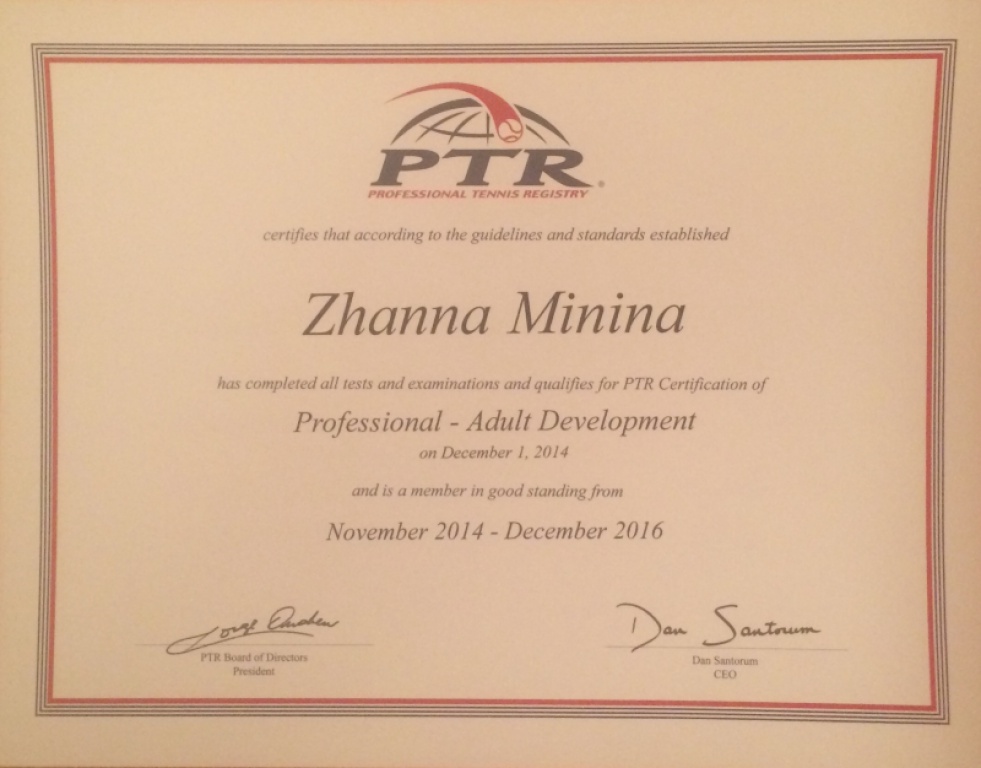 PTR
PROFESSIONAL TENNIS REGISTRY
certifies that according to the guidelines and standards established
Zhanna Minina
has completed all tests and examinations and qualifies for PTR Certification of
Professional - Adult Development
on December 1, 2014
and is a member in good standing from
November 2014 - December 2016
Dan Santorum
PTR Board of Directors
President
Dan Santorum
CEO